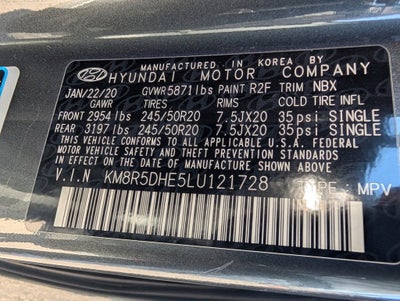 MANUFACTURED IN KOREA BY
HYUNDAI MOTOR COMPANY
JAN/22/20 GVWR 5871lbs PAINT R2F TRIM NBX
GAWR TIRES RIMS COLD TIRE INFL
FRONT 2954 lbs 245/50R20 7.5JX20 35psi SINGLE
REAR 3197 lbs 245/50R20 7.5JX20 35psi SINGLE
THIS VEHICLE CONFORMS TO ALL APPLICABLE U.S.A. FEDERAL
MOTOR VEHICLE SAFETY AND THEFT PREVENTION STANDARDS
IN EFFECT ON THE DATE OF MANUFACTURE SHOWN ABOVE
V.I.N KM8R5DHE5LU121728
TYPE: MPV